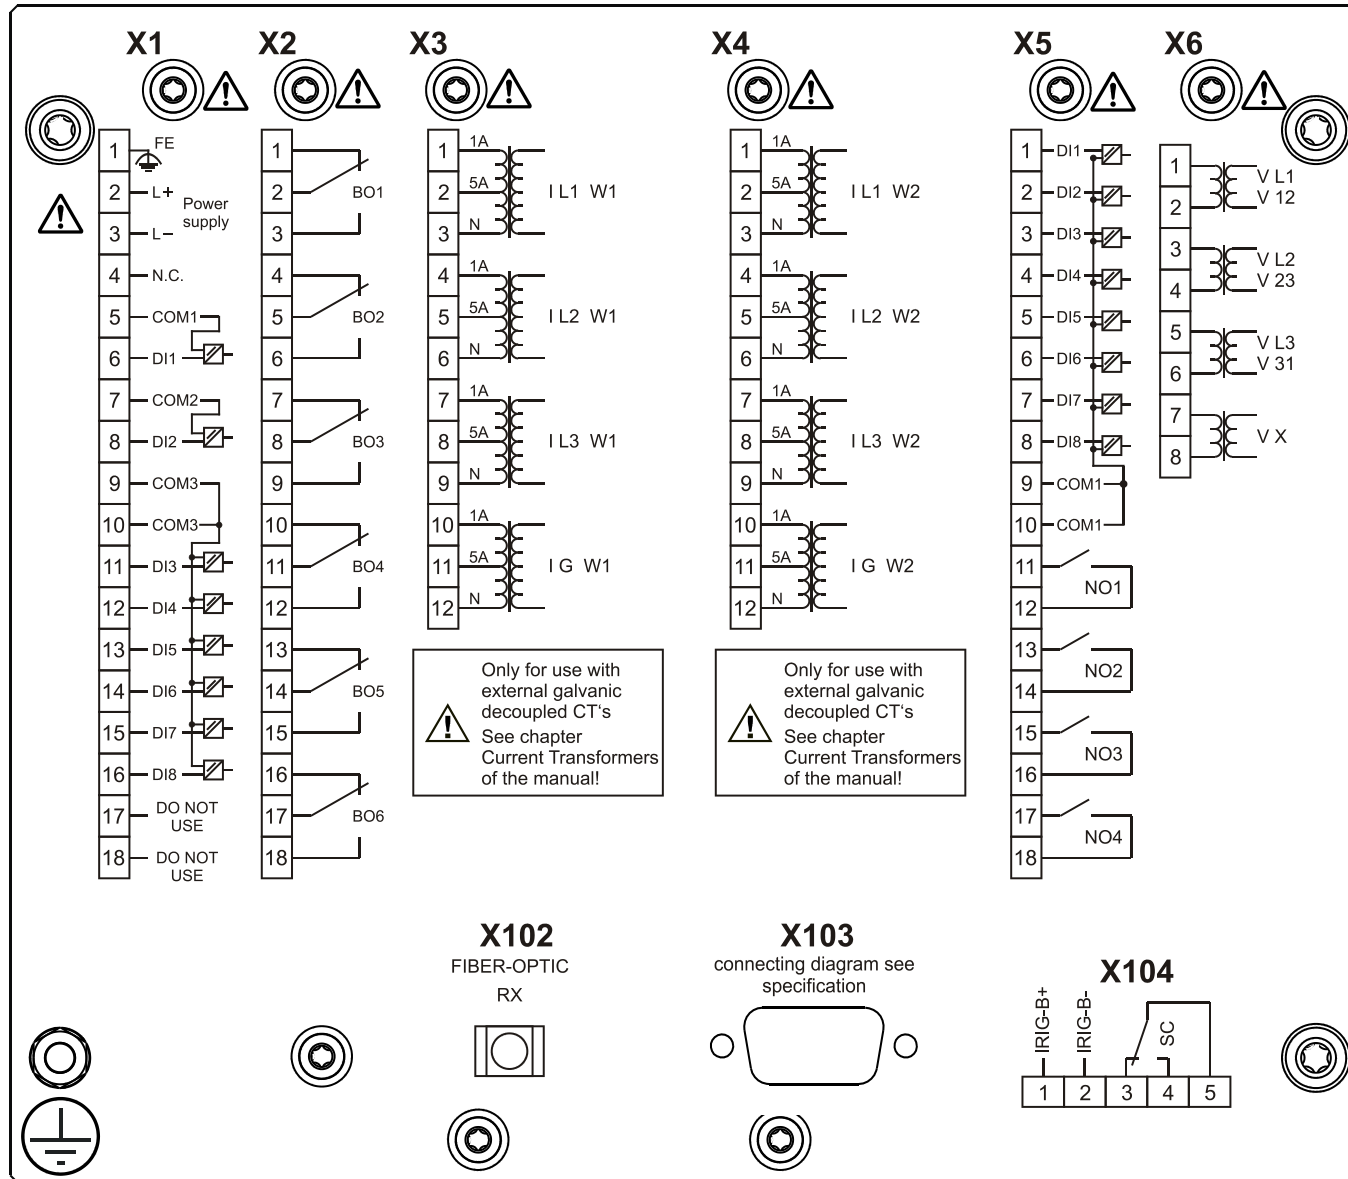 X1 X2 X3 X4 X5 X6
1 FE
2 L+
Power
supply
3 L−
4 N.C.
5 COM1
6 DI1
7 COM2
8 DI2
9 COM3
10 COM3
11 DI3
12 DI4
13 DI5
14 DI6
15 DI7
16 DI8
17 DO NOT
USE
18 DO NOT
USE
1
2 BO1
3
4
5 BO2
6
7
8 BO3
9
10
11 BO4
12
13
14 BO5
15
16
17 BO6
18
1 1A
2 5A I L1 W1
3 N
4 1A
5 5A I L2 W1
6 N
7 1A
8 5A I L3 W1
9 N
10 1A
11 5A I G W1
12 N
Only for use with
external galvanic
decoupled CT‘s
See chapter
Current Transformers
of the manual!
1 1A
2 5A I L1 W2
3 N
4 1A
5 5A I L2 W2
6 N
7 1A
8 5A I L3 W2
9 N
10 1A
11 5A I G W2
12 N
Only for use with
external galvanic
decoupled CT‘s
See chapter
Current Transformers
of the manual!
1 DI1
2 DI2
3 DI3
4 DI4
5 DI5
6 DI6
7 DI7
8 DI8
9 COM1
10 COM1
11
NO1
12
13
NO2
14
15
NO3
16
17
NO4
18
1 V L1
2 V 12
3 V L2
4 V 23
5 V L3
6 V 31
7
V X
8
X102
FIBER-OPTIC
RX
X103
connecting diagram see
specification
X104
IRIG-B+
IRIG-B-
SC
1 2 3 4 5